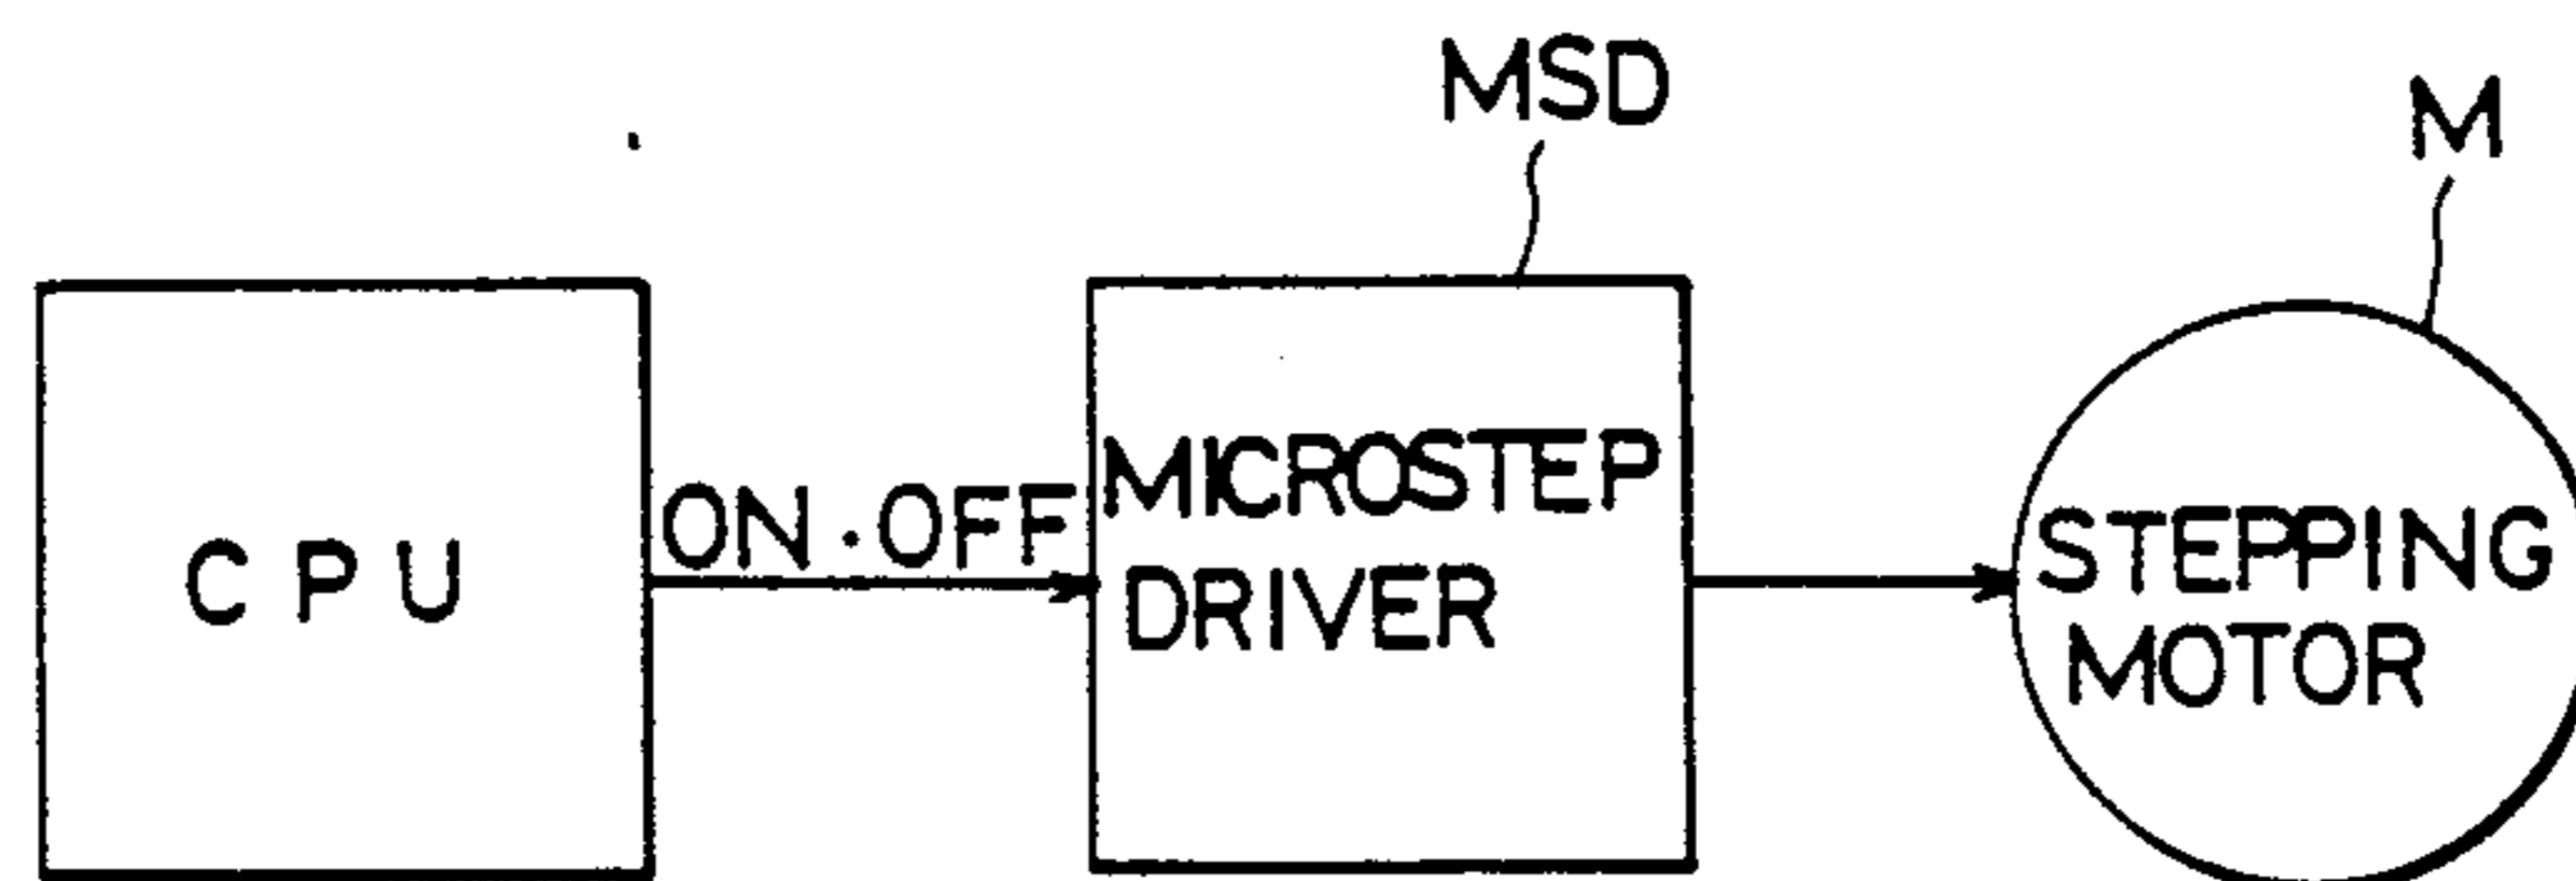 MSD
M
CPU
ON·OFF
MICROSTEP
DRIVER
STEPPING
MOTOR